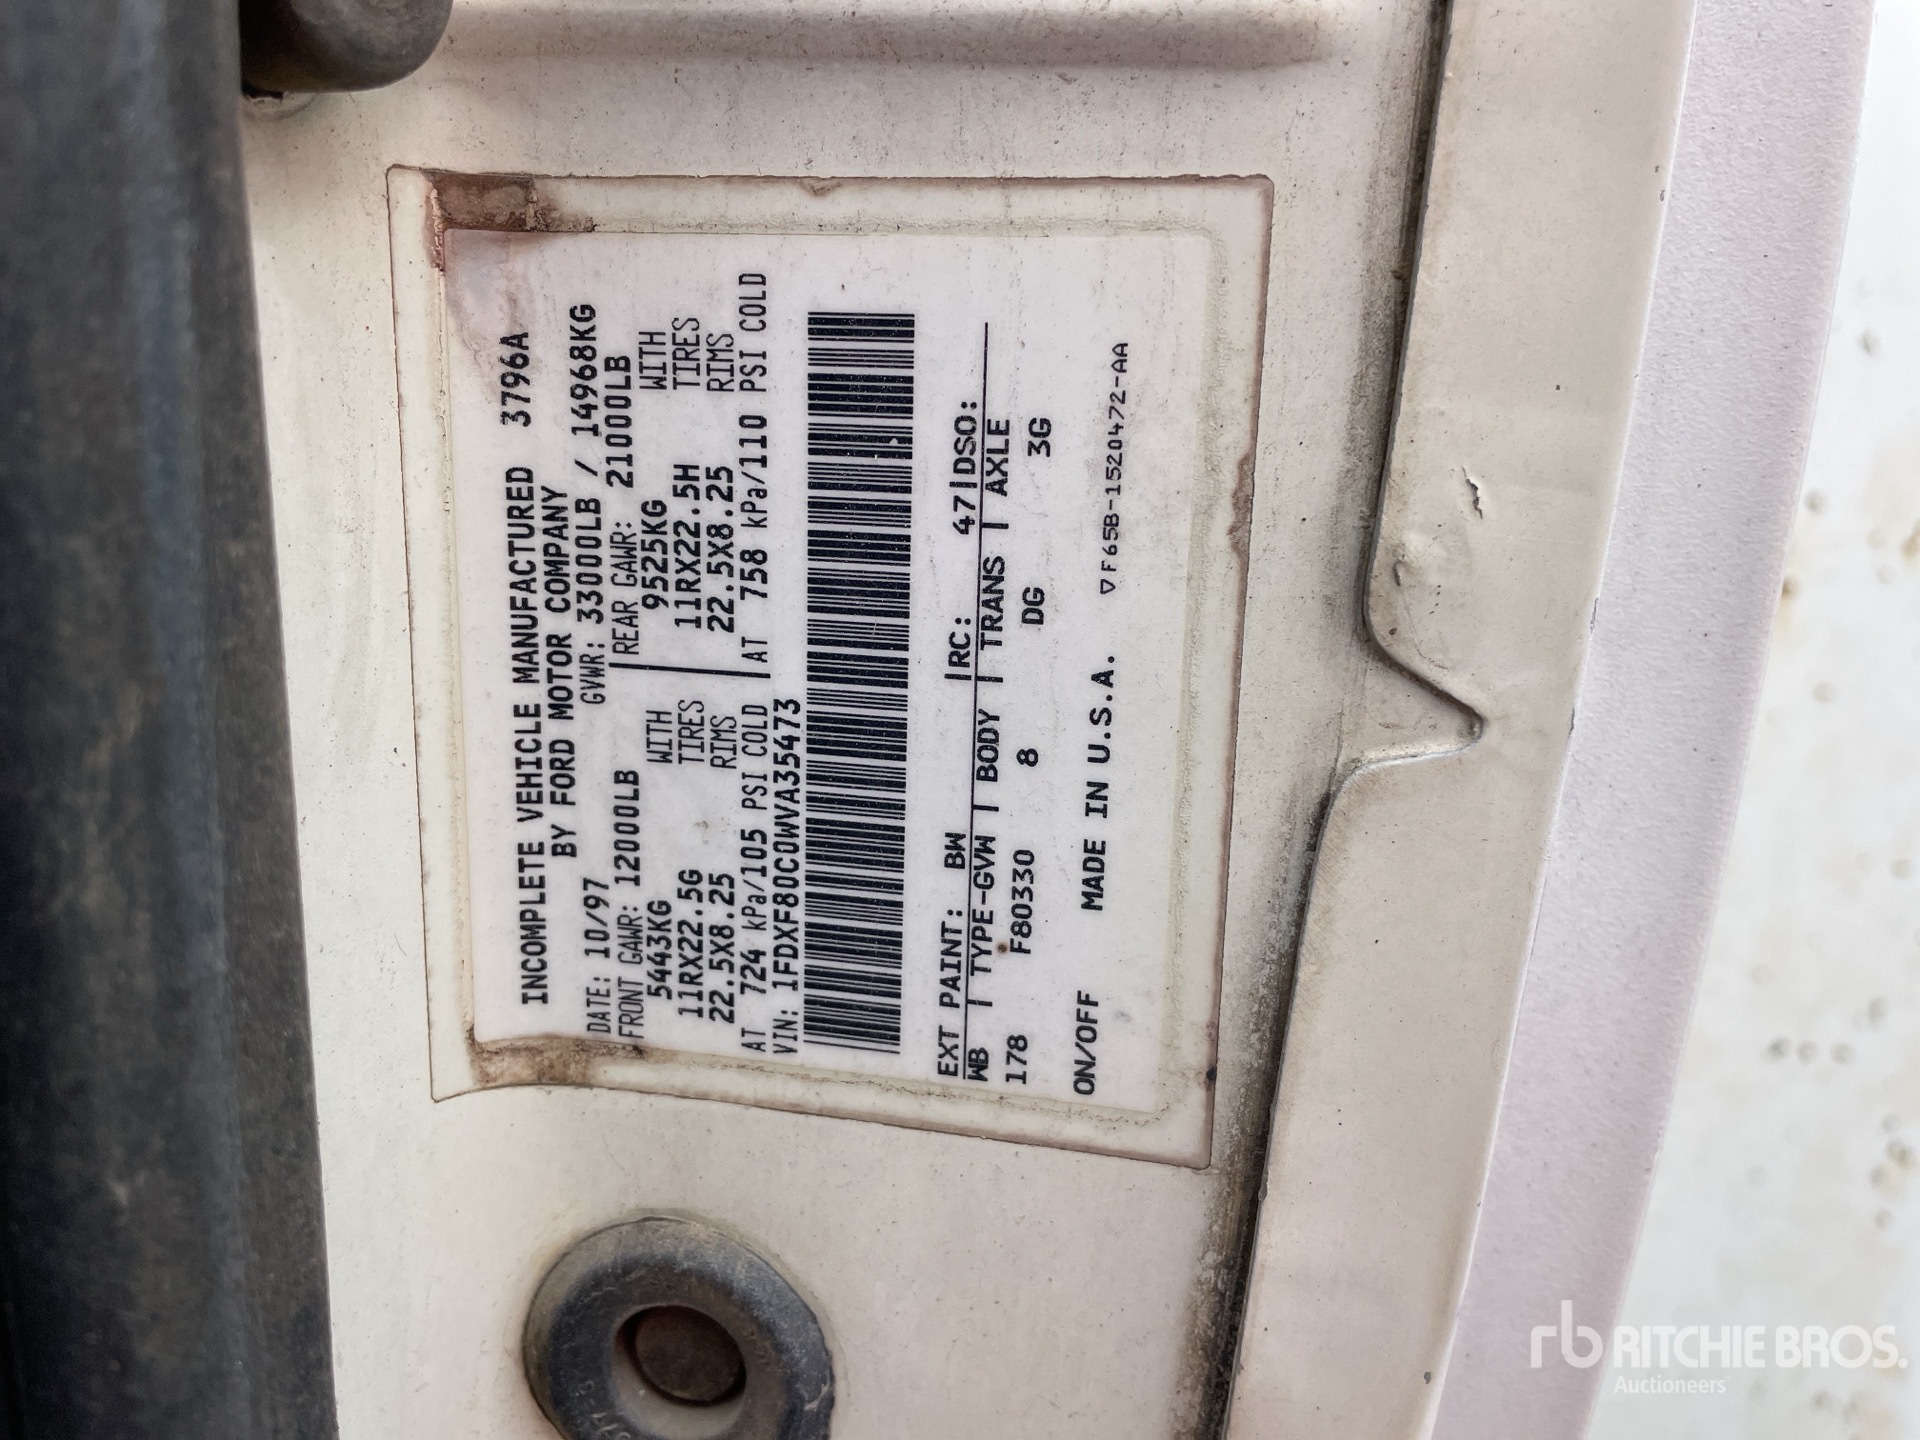 INCOMPLETE VEHICLE MANUFACTURED 3796A
BY FORD MOTOR COMPANY
DATE: 10/97 GVWR: 33000LB / 14968KG
FRONT GAWR: 12000LB REAR GAWR: 21000LB
5443KG WITH 9525KG WITH
11RX22.5G TIRES 11RX22.5H TIRES
22.5X8.25 RIMS 22.5X8.25 RIMS
AT 724 kPa/105 PSI COLD AT 758 kPa/110 PSI COLD
VIN: 1FDXF80C0WVA35473
EXT PAINT: BW RC: 47 DSO:
WB TYPE-GVW BODY TRANS AXLE
178 F80330 8 DG 3G
ON/OFF MADE IN U.S.A. ▽F65B-1520472-AA
rb RITCHIE BROS.
Auctioneers